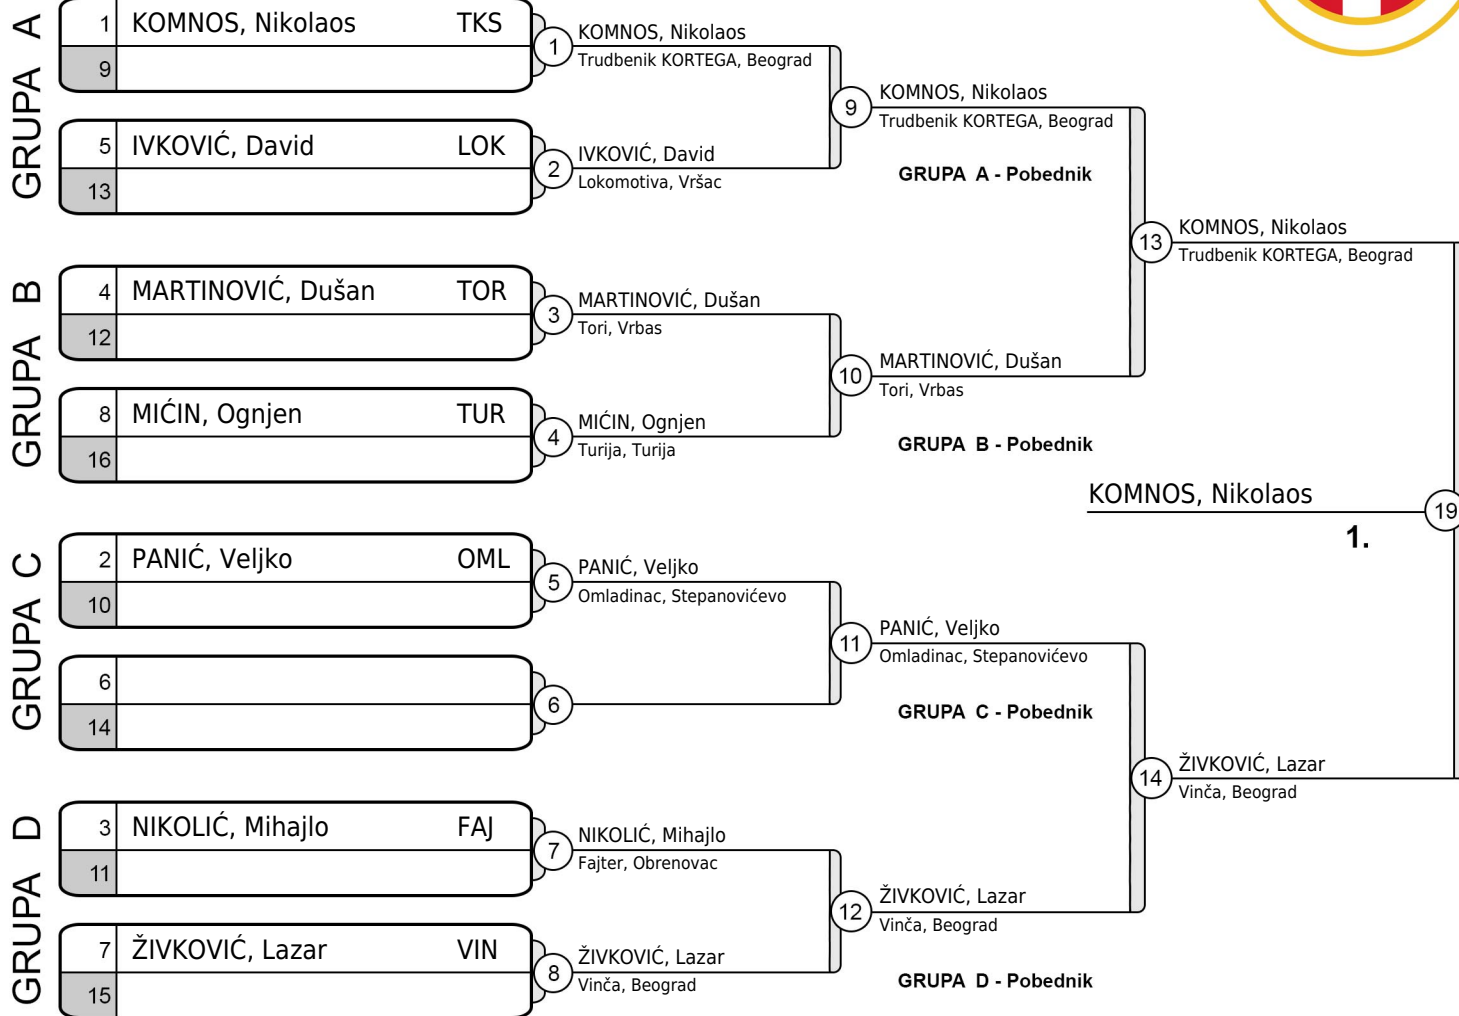 GRUPA A
1 KOMNOS, Nikolaos TKS
9
5 IVKOVIĆ, David LOK
13
1
KOMNOS, Nikolaos
Trudbenik KORTEGA, Beograd
2
IVKOVIĆ, David
Lokomotiva, Vršac
9
KOMNOS, Nikolaos
Trudbenik KORTEGA, Beograd
GRUPA A - Pobednik
GRUPA B
4 MARTINOVIĆ, Dušan TOR
12
8 MIĆIN, Ognjen TUR
16
3
MARTINOVIĆ, Dušan
Tori, Vrbas
4
MIĆIN, Ognjen
Turija, Turija
10
MARTINOVIĆ, Dušan
Tori, Vrbas
GRUPA B - Pobednik
13
KOMNOS, Nikolaos
Trudbenik KORTEGA, Beograd
KOMNOS, Nikolaos
19
1.
GRUPA C
2 PANIĆ, Veljko OML
10
6
14
5
PANIĆ, Veljko
Omladinac, Stepanovićevo
6
11
PANIĆ, Veljko
Omladinac, Stepanovićevo
GRUPA C - Pobednik
GRUPA D
3 NIKOLIĆ, Mihajlo FAJ
11
7 ŽIVKOVIĆ, Lazar VIN
15
7
NIKOLIĆ, Mihajlo
Fajter, Obrenovac
8
ŽIVKOVIĆ, Lazar
Vinča, Beograd
12
ŽIVKOVIĆ, Lazar
Vinča, Beograd
GRUPA D - Pobednik
14
ŽIVKOVIĆ, Lazar
Vinča, Beograd